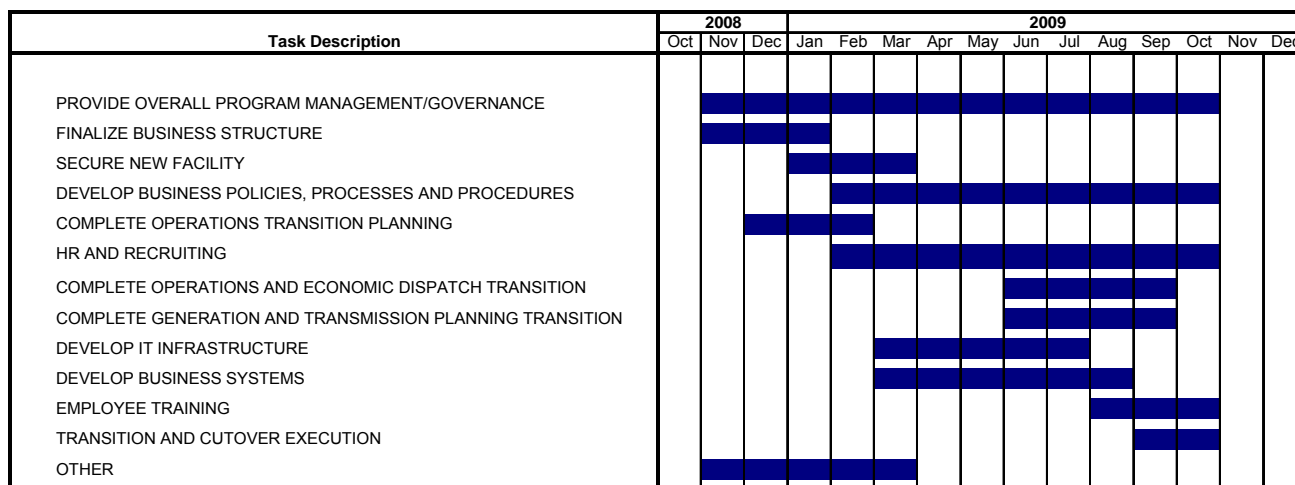 2008 2009
Task Description Oct Nov Dec Jan Feb Mar Apr May Jun Jul Aug Sep Oct Nov Dec
PROVIDE OVERALL PROGRAM MANAGEMENT/GOVERNANCE
FINALIZE BUSINESS STRUCTURE
SECURE NEW FACILITY
DEVELOP BUSINESS POLICIES, PROCESSES AND PROCEDURES
COMPLETE OPERATIONS TRANSITION PLANNING
HR AND RECRUITING
COMPLETE OPERATIONS AND ECONOMIC DISPATCH TRANSITION
COMPLETE GENERATION AND TRANSMISSION PLANNING TRANSITION
DEVELOP IT INFRASTRUCTURE
DEVELOP BUSINESS SYSTEMS
EMPLOYEE TRAINING
TRANSITION AND CUTOVER EXECUTION
OTHER